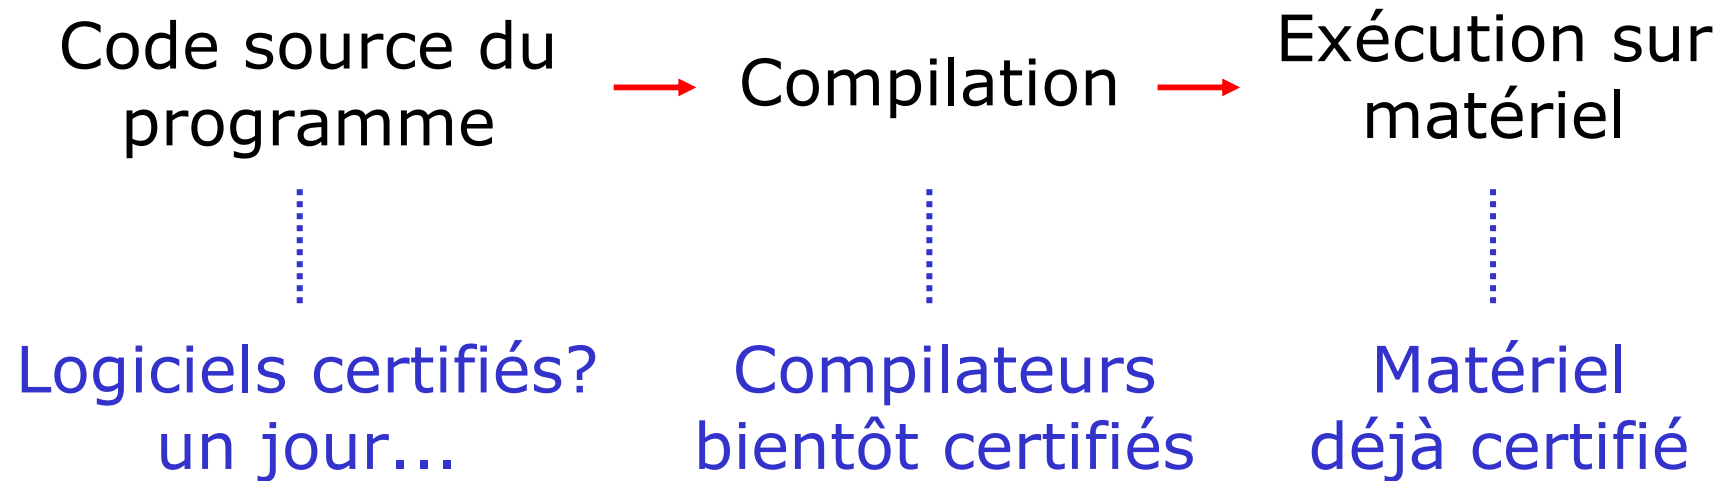 Code source du
programme
Compilation
Exécution sur
matériel
Logiciels certifiés?
un jour...
Compilateurs
bientôt certifiés
Matériel
déjà certifié